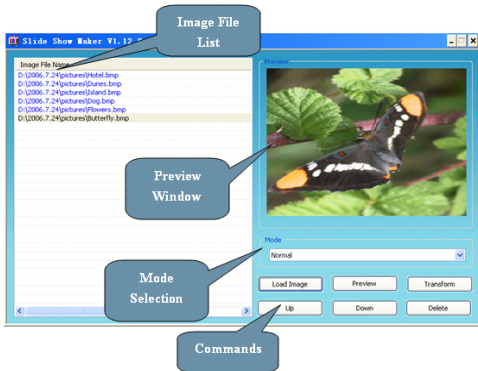 Image File
List
Slide Show Maker V1.12
Image File Name
D:\2006.7.24\pictures\Hotel.bmp
D:\2006.7.24\pictures\Dunes.bmp
D:\2006.7.24\pictures\Island.bmp
D:\2006.7.24\pictures\Dog.bmp
D:\2006.7.24\pictures\Flowers.bmp
D:\2006.7.24\pictures\Butterfly.bmp
Preview
Preview
Window
Mode
Normal
Mode
Selection
Load Image
Preview
Transform
Up
Down
Delete
Commands